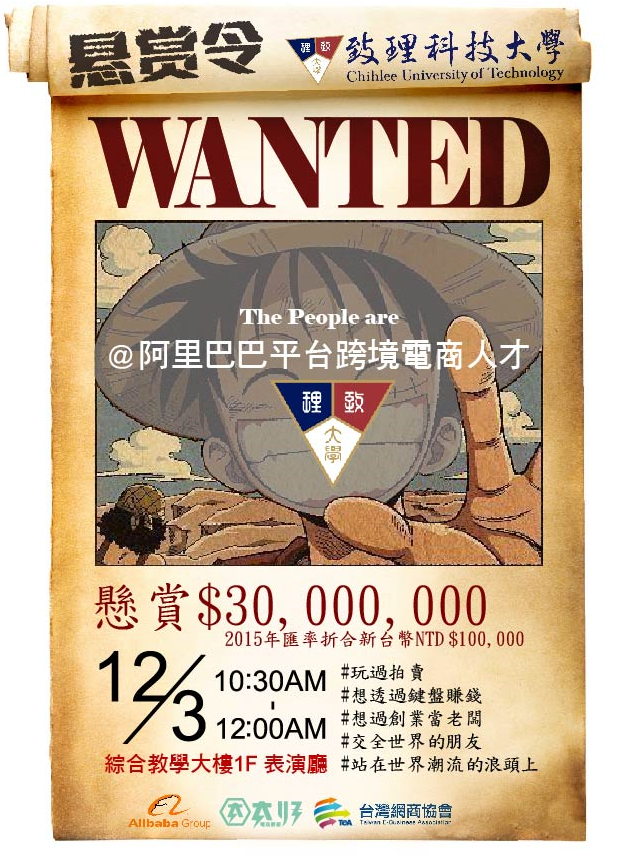 懸賞令
致理科技大學
Chihlee University of Technology
WANTED
The People are
@阿里巴巴平台跨境電商人才
理 致
大學
懸賞$30,000,000
2015年匯率折合新台幣NTD $100,000
12/3
10:30AM
-
12:00AM
綜合教學大樓1F 表演廳
#玩過拍賣
#想透過鍵盤賺錢
#想過創業當老闆
#交全世界的朋友
#站在世界潮流的浪頭上
Alibaba Group
TEA
台灣網商協會
Taiwan E-Business Association